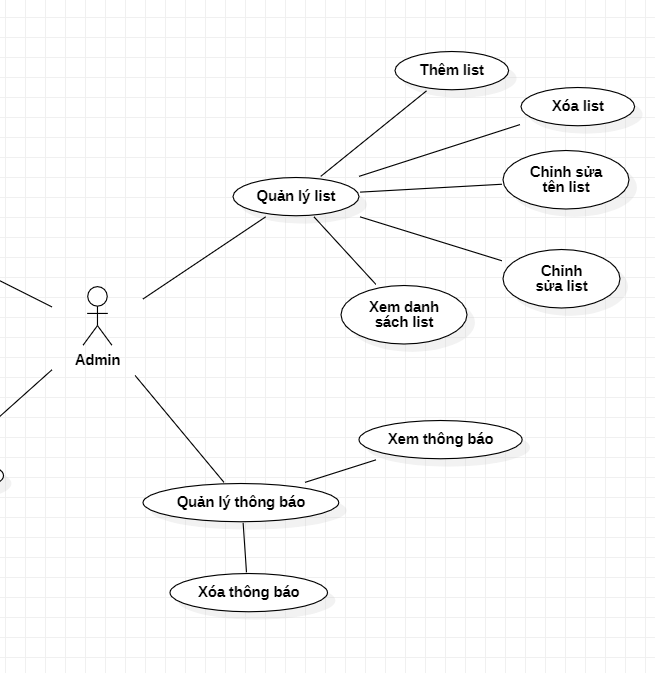 Thêm list
Xóa list
Chỉnh sửa
tên list
Quản lý list
Chỉnh
sửa list
Xem danh
sách list
Admin
Xem thông báo
Quản lý thông báo
Xóa thông báo